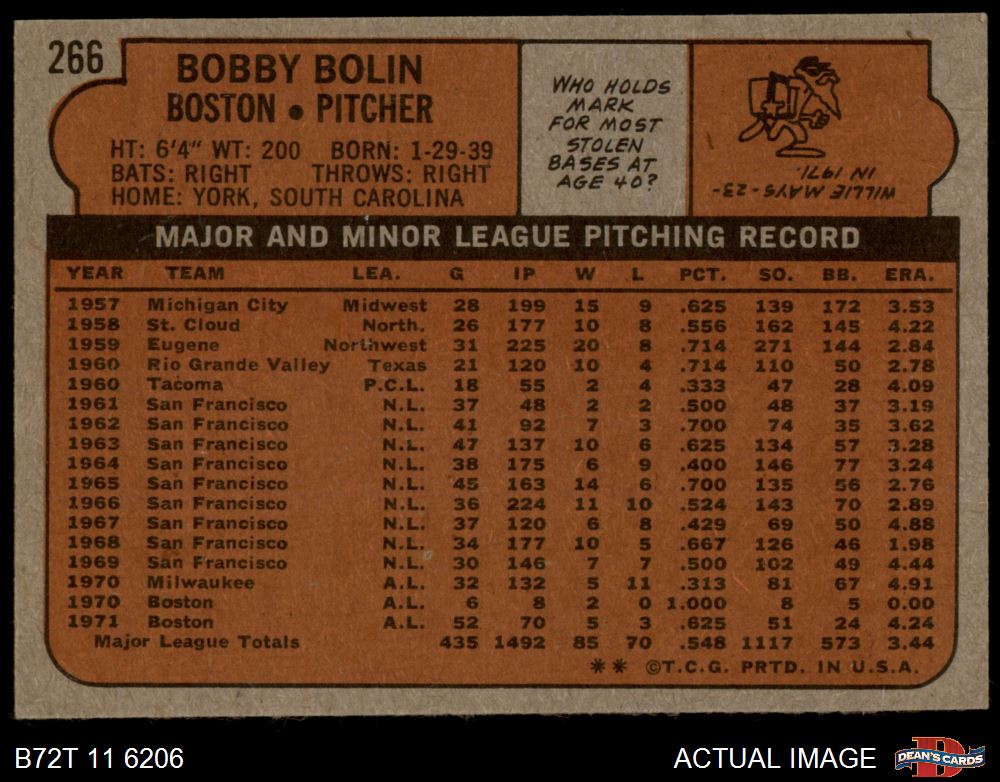 266
BOBBY BOLIN
BOSTON • PITCHER
HT: 6'4" WT: 200 BORN: 1-29-39
BATS: RIGHT THROWS: RIGHT
HOME: YORK, SOUTH CAROLINA
WHO HOLDS
MARK
FOR MOST
STOLEN
BASES AT
AGE 40?
WILLIE MAYS-23-
IN 1971.
MAJOR AND MINOR LEAGUE PITCHING RECORD
YEAR TEAM LEA. G IP W L PCT. SO. BB. ERA.
1957 Michigan City Midwest 28 199 15 9 .625 139 172 3.53
1958 St. Cloud North. 26 177 10 8 .556 162 145 4.22
1959 Eugene Northwest 31 225 20 8 .714 271 144 2.84
1960 Rio Grande Valley Texas 21 120 10 4 .714 110 50 2.78
1960 Tacoma P.C.L. 18 55 2 4 .333 47 28 4.09
1961 San Francisco N.L. 37 48 2 2 .500 48 37 3.19
1962 San Francisco N.L. 41 92 7 3 .700 74 35 3.62
1963 San Francisco N.L. 47 137 10 6 .625 134 57 3.28
1964 San Francisco N.L. 38 175 6 9 .400 146 77 3.24
1965 San Francisco N.L. 45 163 14 6 .700 135 56 2.76
1966 San Francisco N.L. 36 224 11 10 .524 143 70 2.89
1967 San Francisco N.L. 37 120 6 8 .429 69 50 4.88
1968 San Francisco N.L. 34 177 10 5 .667 126 46 1.98
1969 San Francisco N.L. 30 146 7 7 .500 102 49 4.44
1970 Milwaukee A.L. 32 132 5 11 .313 81 67 4.91
1970 Boston A.L. 6 8 2 0 1.000 8 5 0.00
1971 Boston A.L. 52 70 5 3 .625 51 24 4.24
Major League Totals 435 1492 85 70 .548 1117 573 3.44
** ©T.C.G. PRTD. IN U.S.A.
B72T 11 6206
ACTUAL IMAGE
D
DEAN'S CARDS